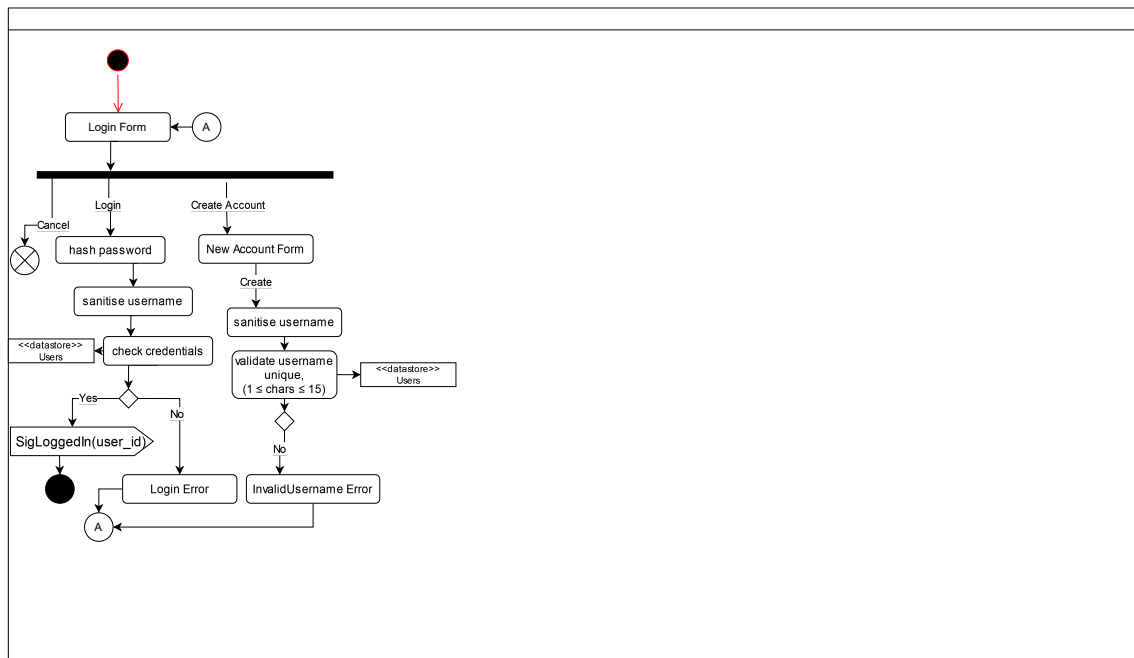 Login Form
A
Cancel
Login
Create Account
hash password
New Account Form
Create
sanitise username
sanitise username
<<datastore>>
Users
check credentials
validate username
unique,
(1 ≤ chars ≤ 15)
<<datastore>>
Users
Yes
No
SigLoggedIn(user_id)
No
Login Error
InvalidUsername Error
A